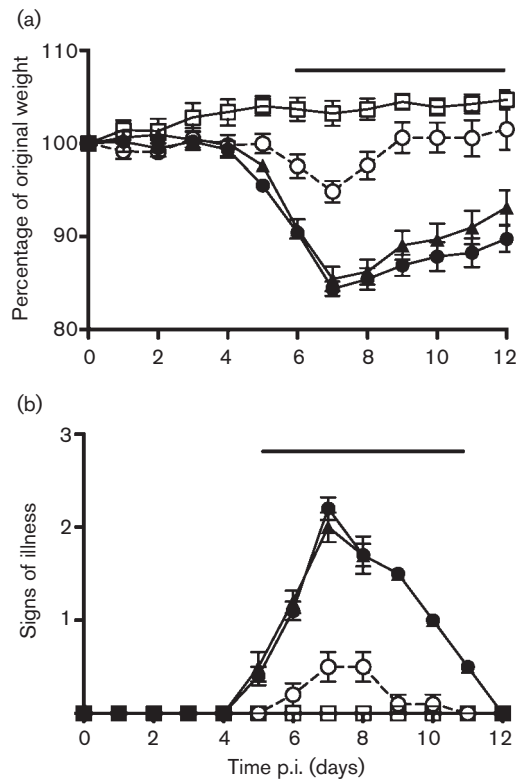 (a)
110
100
90
80
Percentage of original weight
0 2 4 6 8 10 12
(b)
3
2
1
Signs of illness
0 2 4 6 8 10 12
Time p.i. (days)